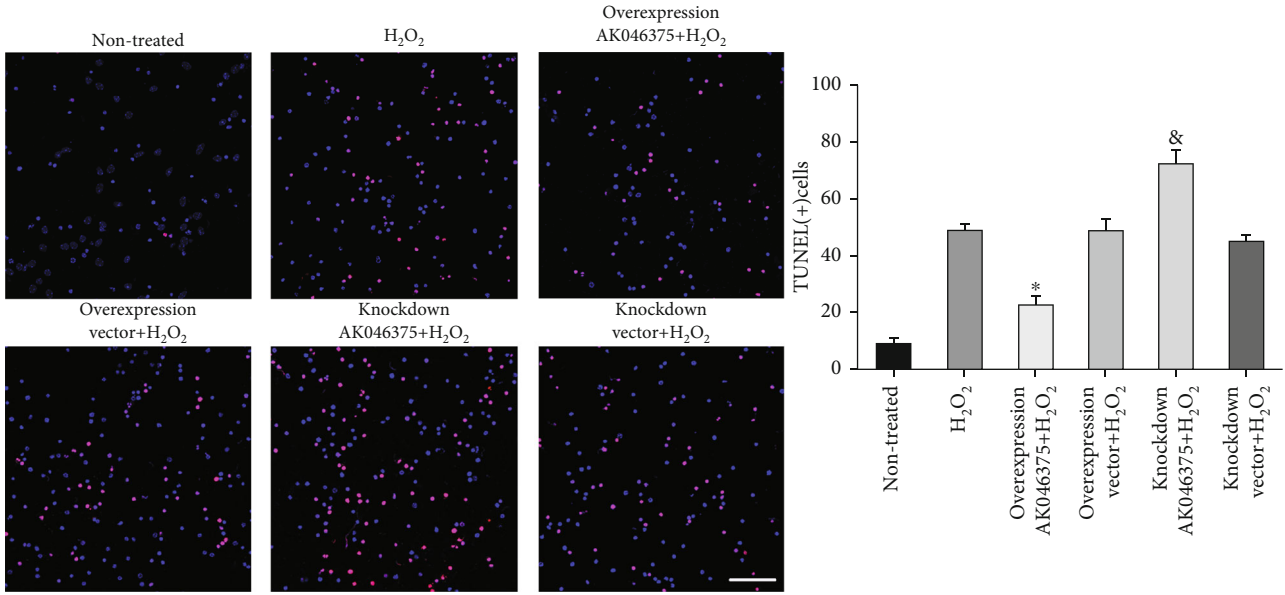 Non-treated
H₂O₂
Overexpression
AK046375+H₂O₂
Overexpression
vector+H₂O₂
Knockdown
AK046375+H₂O₂
Knockdown
vector+H₂O₂
TUNEL(+)cells
100
80
60
40
20
0
*
&
Non-treated
H₂O₂
Overexpression
AK046375+H₂O₂
Overexpression
vector+H₂O₂
Knockdown
AK046375+H₂O₂
Knockdown
vector+H₂O₂